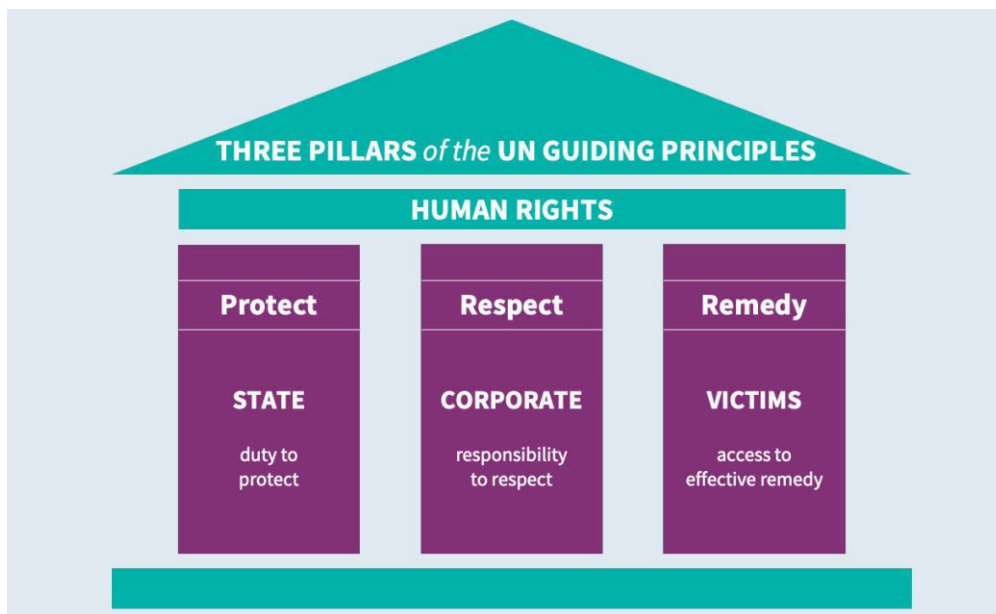 THREE PILLARS of the UN GUIDING PRINCIPLES
HUMAN RIGHTS
Protect
STATE
duty to
protect
Respect
CORPORATE
responsibility
to respect
Remedy
VICTIMS
access to
effective remedy